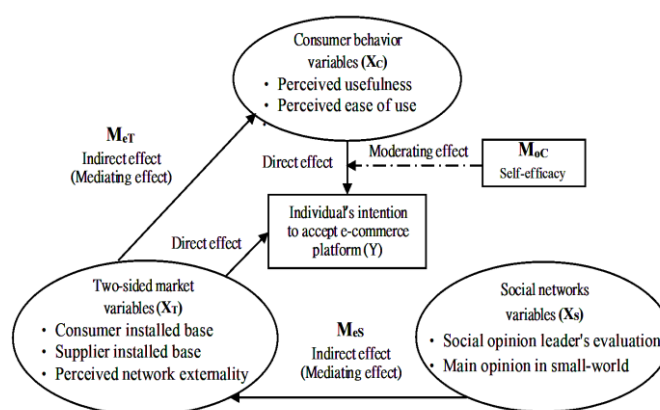 Consumer behavior
variables (XC)
• Perceived usefulness
• Perceived ease of use
MeT
Indirect effect
(Mediating effect)
Direct effect
Moderating effect
MoC
Self-efficacy
Individual's intention
to accept e-commerce
platform (Y)
Direct effect
Two-sided market
variables (XT)
• Consumer installed base
• Supplier installed base
• Perceived network externality
MeS
Indirect effect
(Mediating effect)
Social networks
variables (XS)
• Social opinion leader's evaluation
• Main opinion in small-world